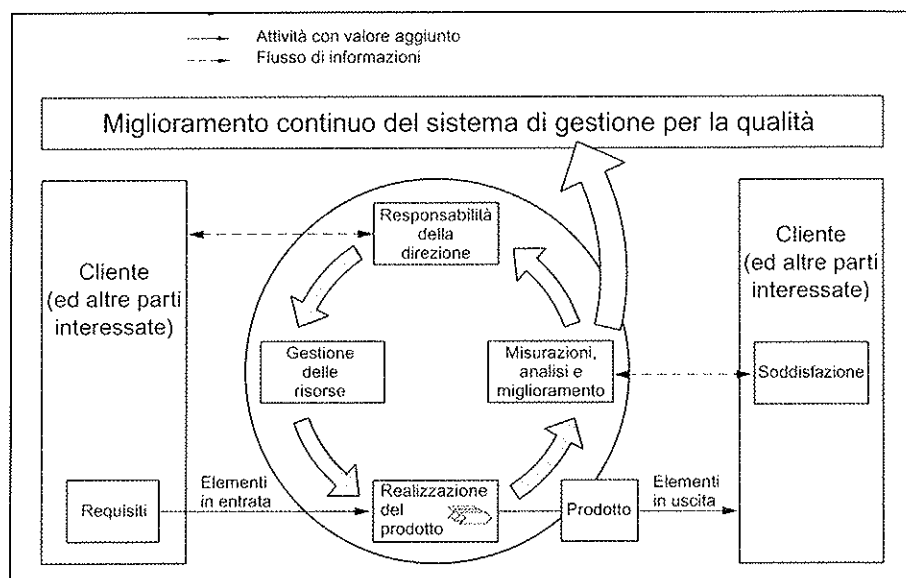 Attività con valore aggiunto
Flusso di informazioni
Miglioramento continuo del sistema di gestione per la qualità
Cliente
(ed altre parti
interessate)
Requisiti
Elementi
in entrata
Responsabilità
della
direzione
Gestione
delle
risorse
Misurazioni,
analisi e
miglioramento
Realizzazione
del
prodotto
Prodotto
Elementi
in uscita
Cliente
(ed altre parti
interessate)
Soddisfazione